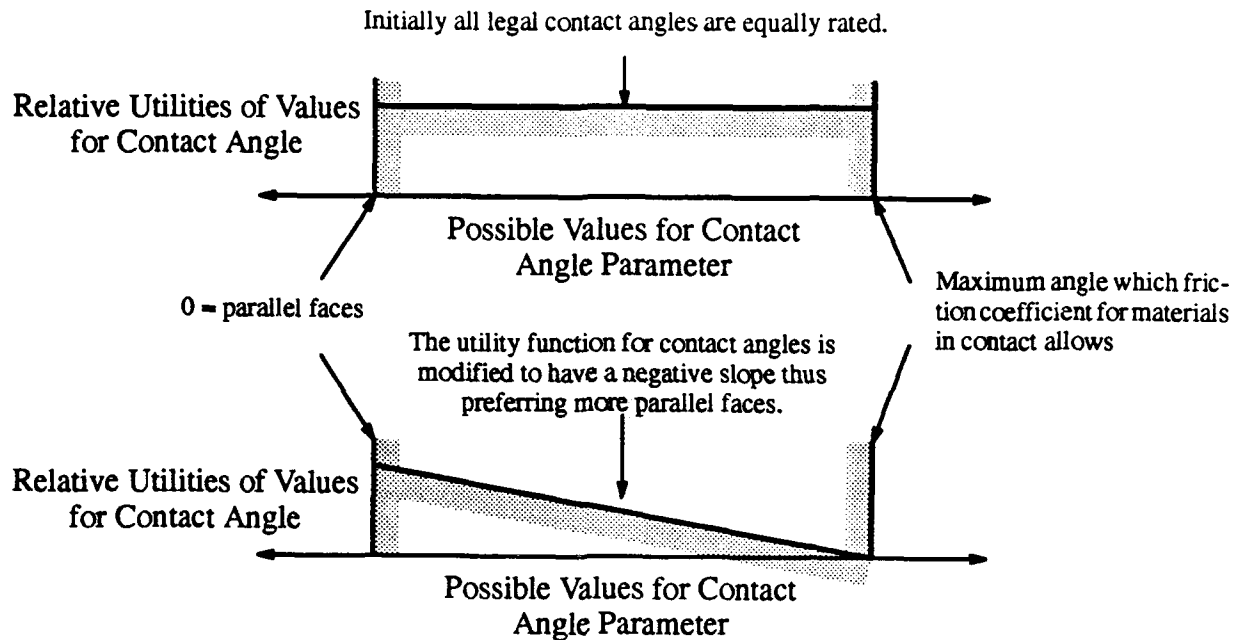 Initially all legal contact angles are equally rated.
Relative Utilities of Values
for Contact Angle
Possible Values for Contact
Angle Parameter
0 = parallel faces
Maximum angle which fric-
tion coefficient for materials
in contact allows
The utility function for contact angles is
modified to have a negative slope thus
preferring more parallel faces.
Relative Utilities of Values
for Contact Angle
Possible Values for Contact
Angle Parameter